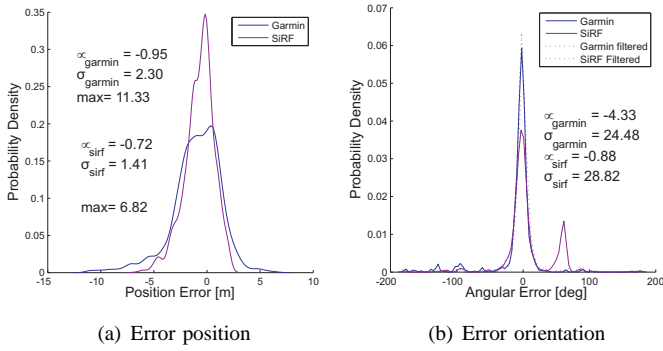 0.35
0.3
0.25
0.2
0.15
0.1
0.05
0
Probability Density
-15
-10
-5
0
5
10
Position Error [m]
Garmin
SiRF
∝garmin = -0.95
σgarmin = 2.30
max= 11.33
∝sirf = -0.72
σsirf = 1.41
max= 6.82
(a) Error position
0.07
0.06
0.05
0.04
0.03
0.02
0.01
0
Probability Density
-200
-100
0
100
200
Angular Error [deg]
Garmin
SiRF
Garmin filtered
SiRF Filtered
∝garmin = -4.33
σgarmin = 24.48
∝sirf = -0.88
σsirf = 28.82
(b) Error orientation